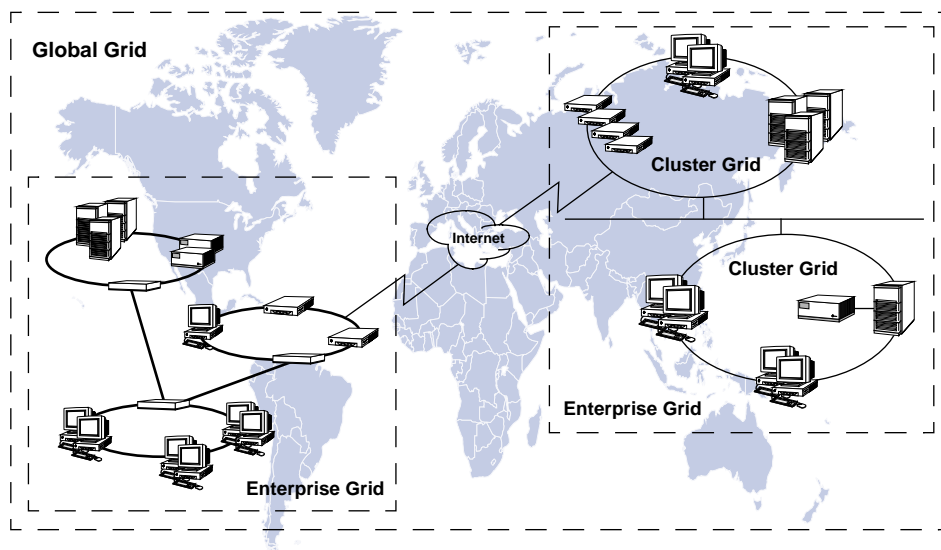 Global Grid
Cluster Grid
Internet
Cluster Grid
Enterprise Grid
Enterprise Grid